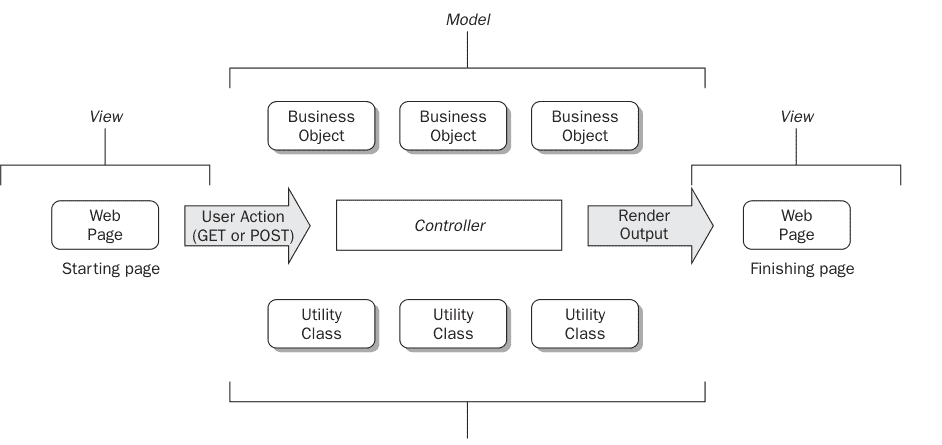 Model
View
View
Business
Object
Business
Object
Business
Object
Web
Page
Starting page
User Action
(GET or POST)
Controller
Render
Output
Web
Page
Finishing page
Utility
Class
Utility
Class
Utility
Class